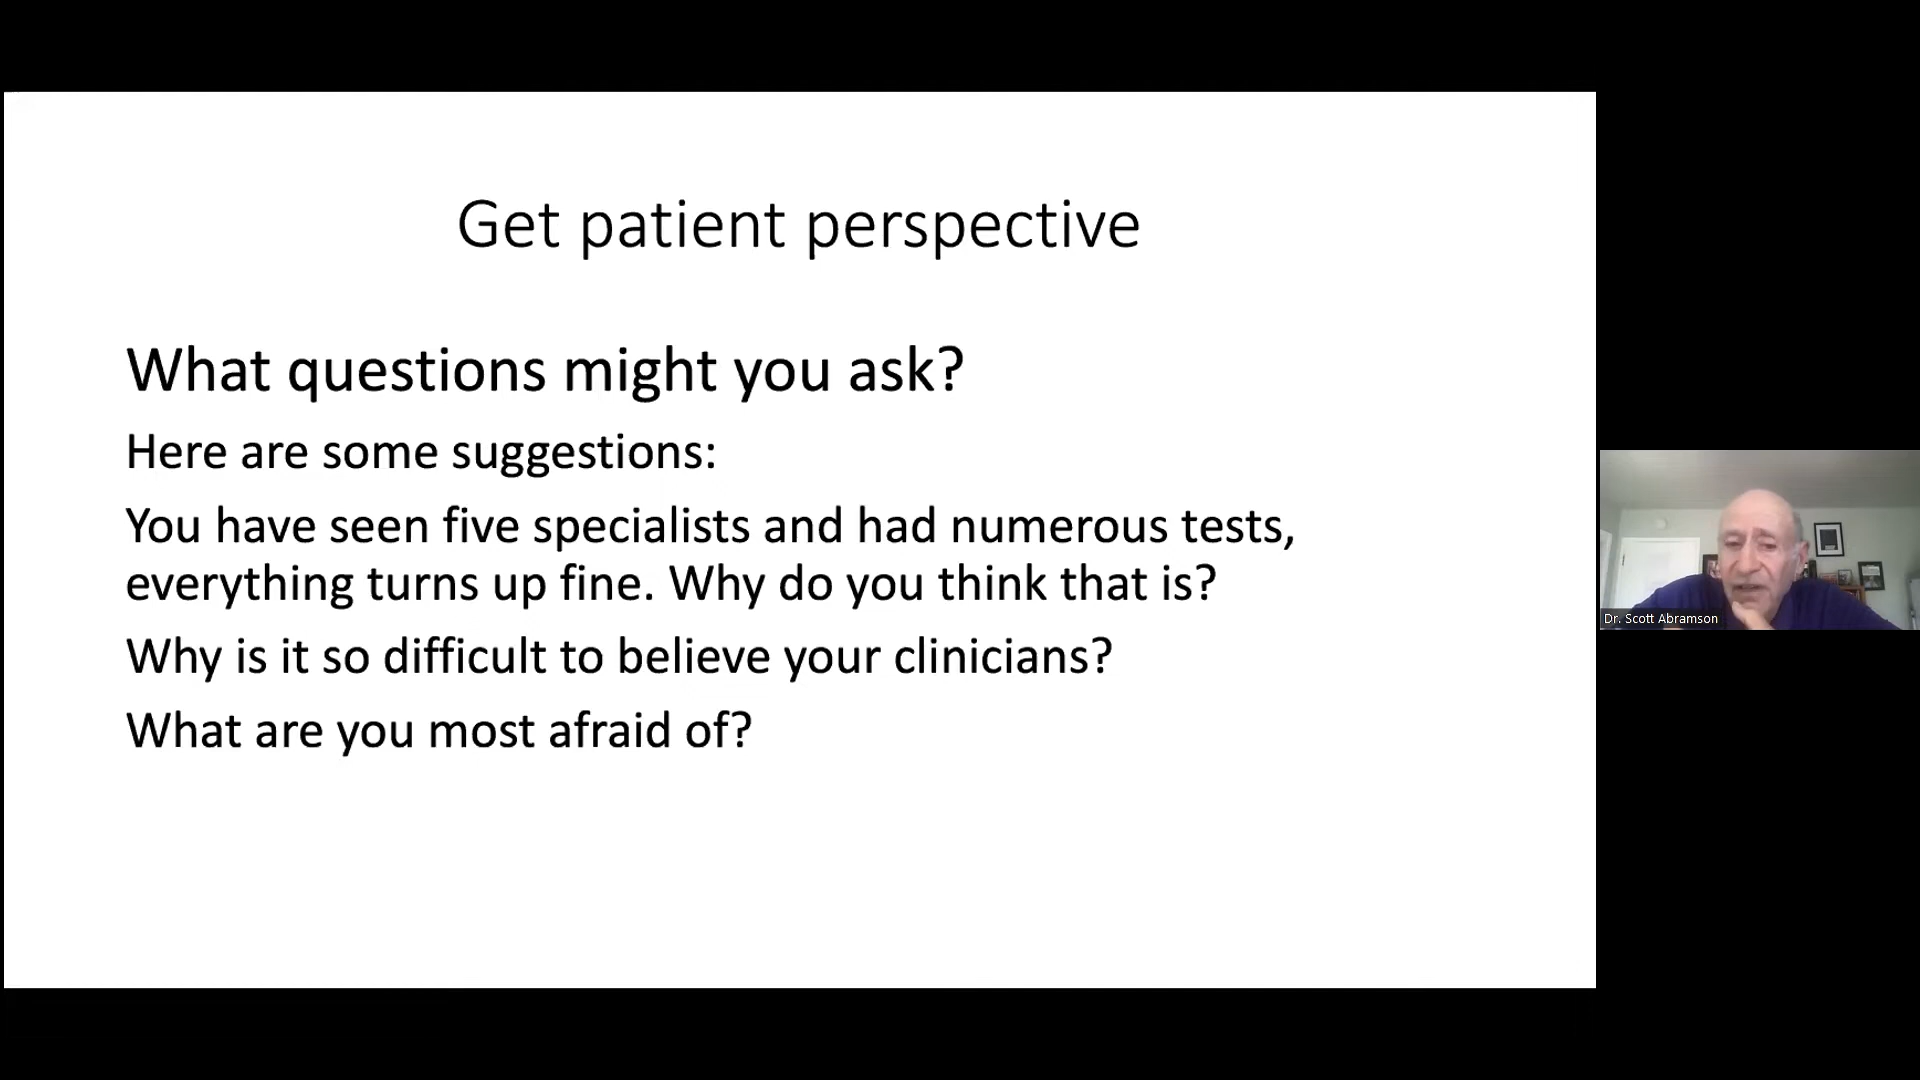 Get patient perspective
What questions might you ask?
Here are some suggestions:
You have seen five specialists and had numerous tests,
everything turns up fine. Why do you think that is?
Why is it so difficult to believe your clinicians?
What are you most afraid of?
Dr. Scott Abramson